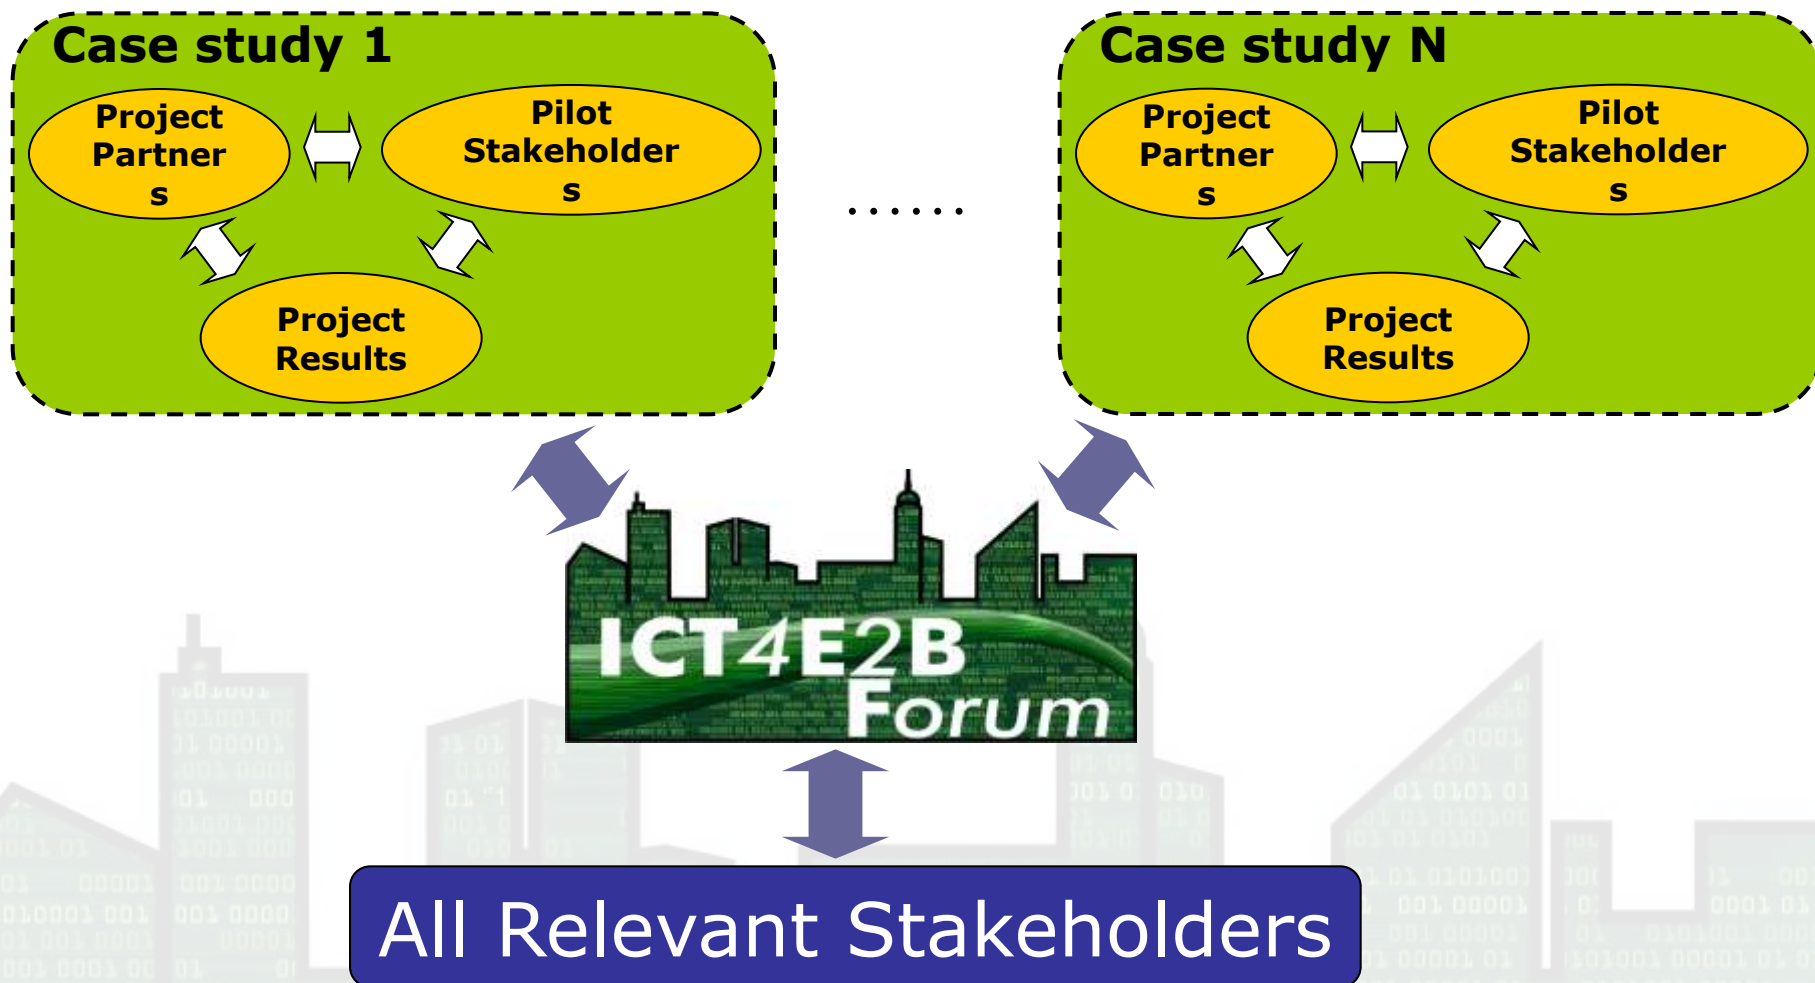 Case study 1
Project
Partner
s
Pilot
Stakeholder
s
Project
Results
......
Case study N
Project
Partner
s
Pilot
Stakeholder
s
Project
Results
ICT4E2B
Forum
All Relevant Stakeholders